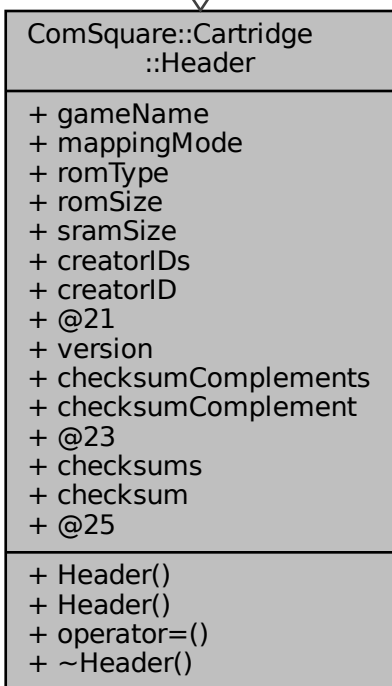 ComSquare::Cartridge
::Header
+ gameName
+ mappingMode
+ romType
+ romSize
+ sramSize
+ creatorIDs
+ creatorID
+ @21
+ version
+ checksumComplements
+ checksumComplement
+ @23
+ checksums
+ checksum
+ @25
+ Header()
+ Header()
+ operator=()
+ ~Header()